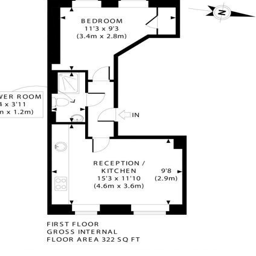 N
BEDROOM
11'3 x 9'3
(3.4m x 2.8m)
WER ROOM
x 3'11
m x 1.2m)
IN
RECEPTION /
KITCHEN
15'3 x 11'10
(4.6m x 3.6m)
9'8
(2.9m)
FIRST FLOOR
GROSS INTERNAL
FLOOR AREA 322 SQ FT